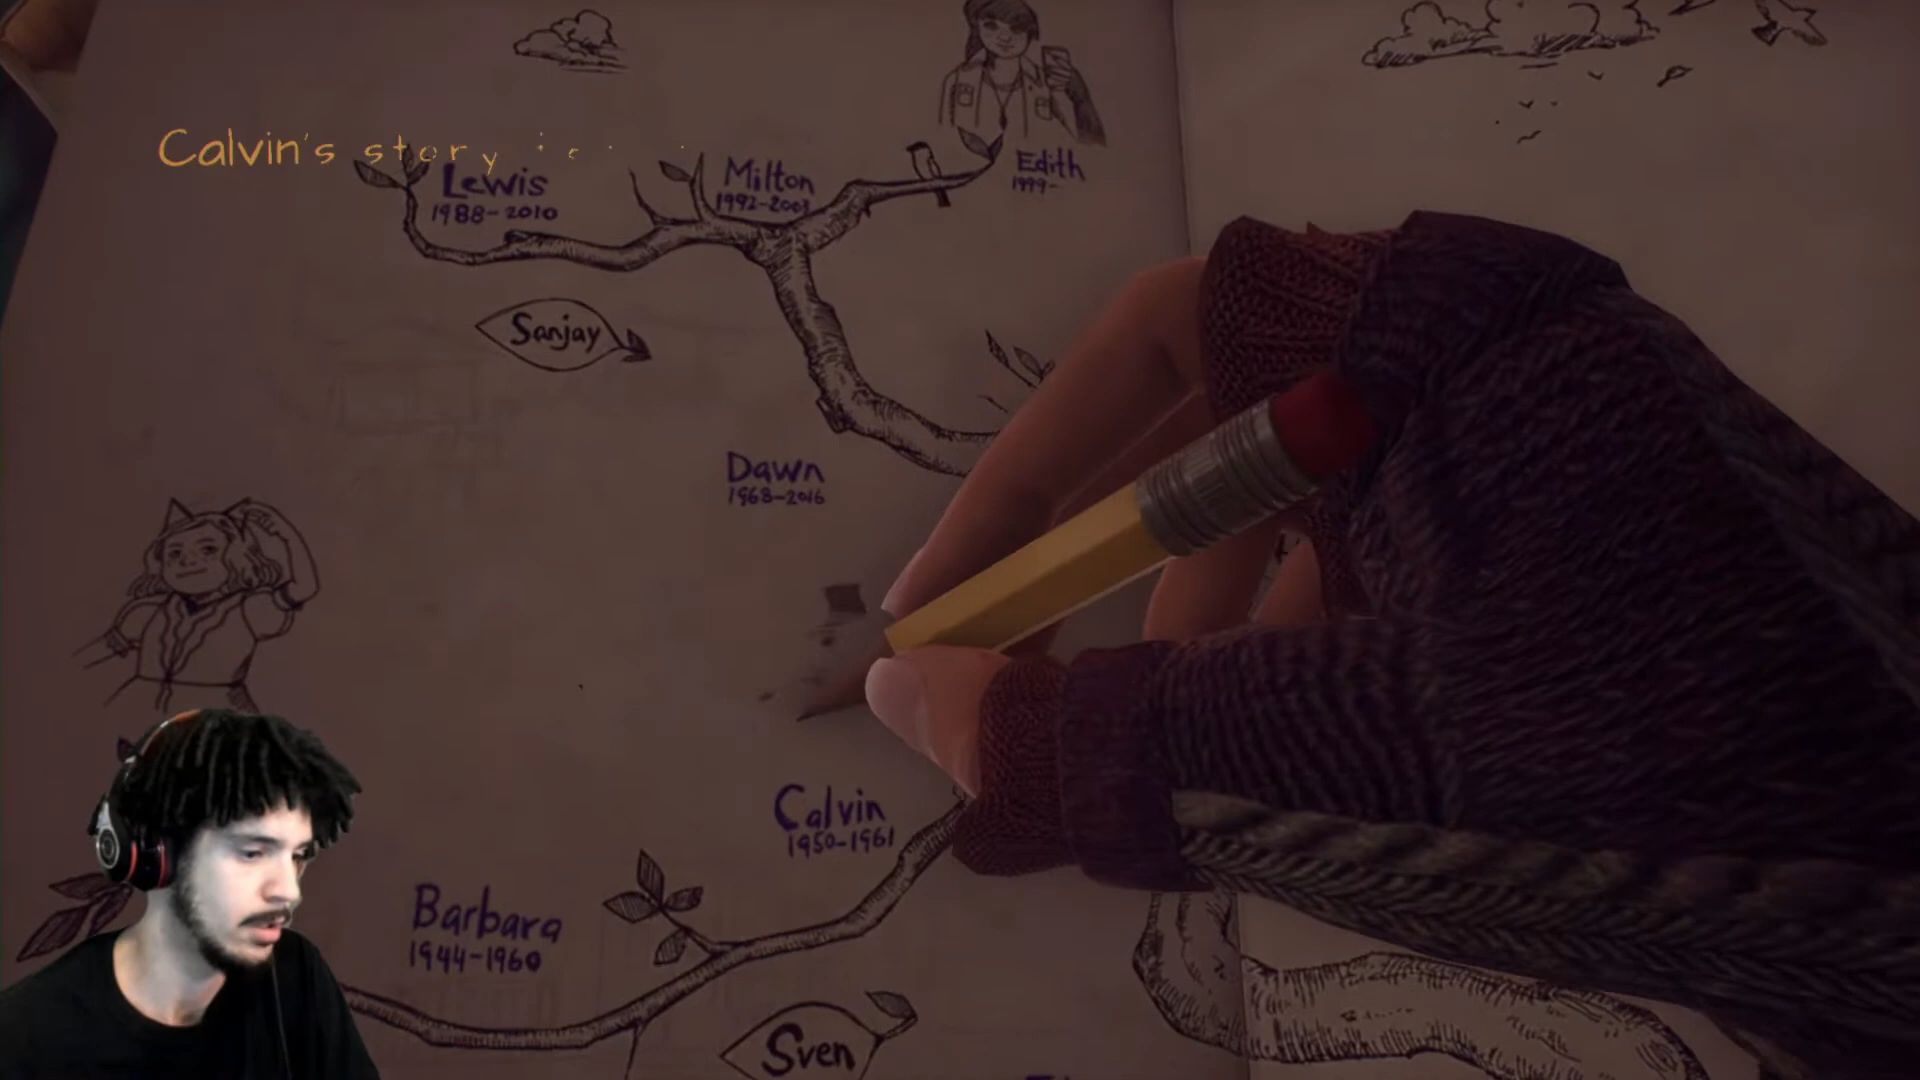 Calvin's story
Lewis
1988-2010
Milton
1992-2003
Edith
1999-
Sanjay
Dawn
1968-2016
Calvin
1950-1961
Barbara
1944-1960
Sven